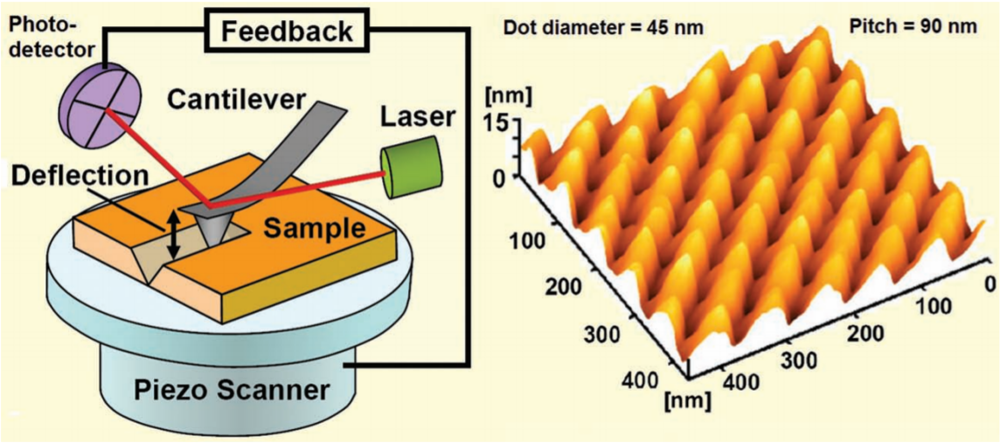 Photo-
detector
Feedback
Cantilever
Laser
Deflection
Sample
Piezo Scanner
Dot diameter = 45 nm
Pitch = 90 nm
[nm]
15
0
100
200
300
400
[nm]
400
300
200
100
0